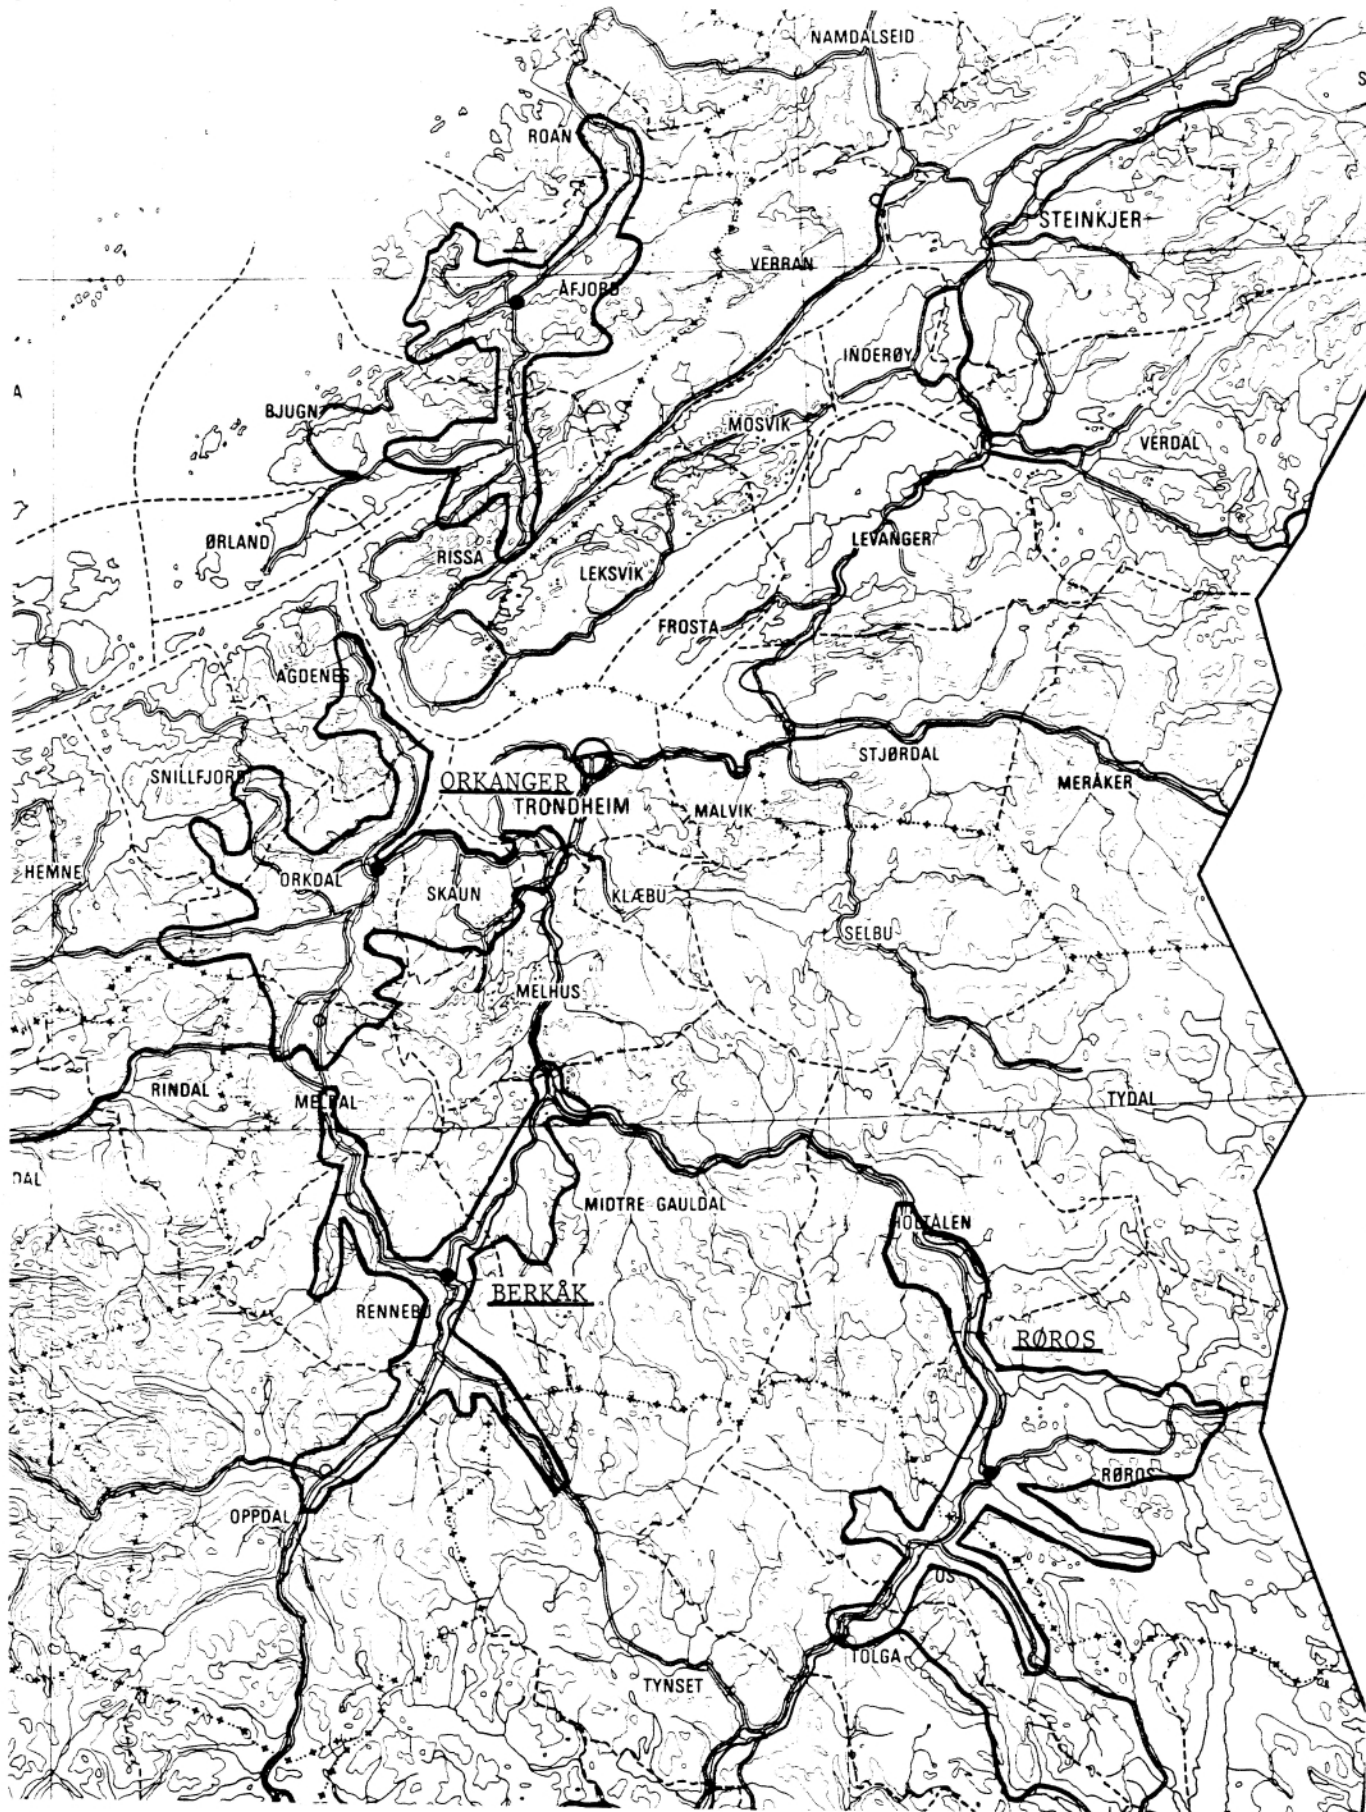 NAMDALSEID
S
ROAN
STEINKJER
Å
VERRAN
ÅFJORD
INDERØY
A
BJUGN
MOSVIK
VERDAL
ØRLAND
LEVANGER
RISSA
LEKSVIK
FROSTA
AGDENES
STJØRDAL
SNILLFJORD
ORKANGER
MERÅKER
TRONDHEIM
MALVIK
HEMNE
ORKDAL
SKAUN
KLÆBU
SELBU
MELHUS
RINDAL
MELDAL
TYDAL
DAL
MIDTRE GAULDAL
HOLTÅLEN
BERKÅK
RENNEBU
RØROS
RØROS
OPPDAL
OS
TOLGA
TYNSET